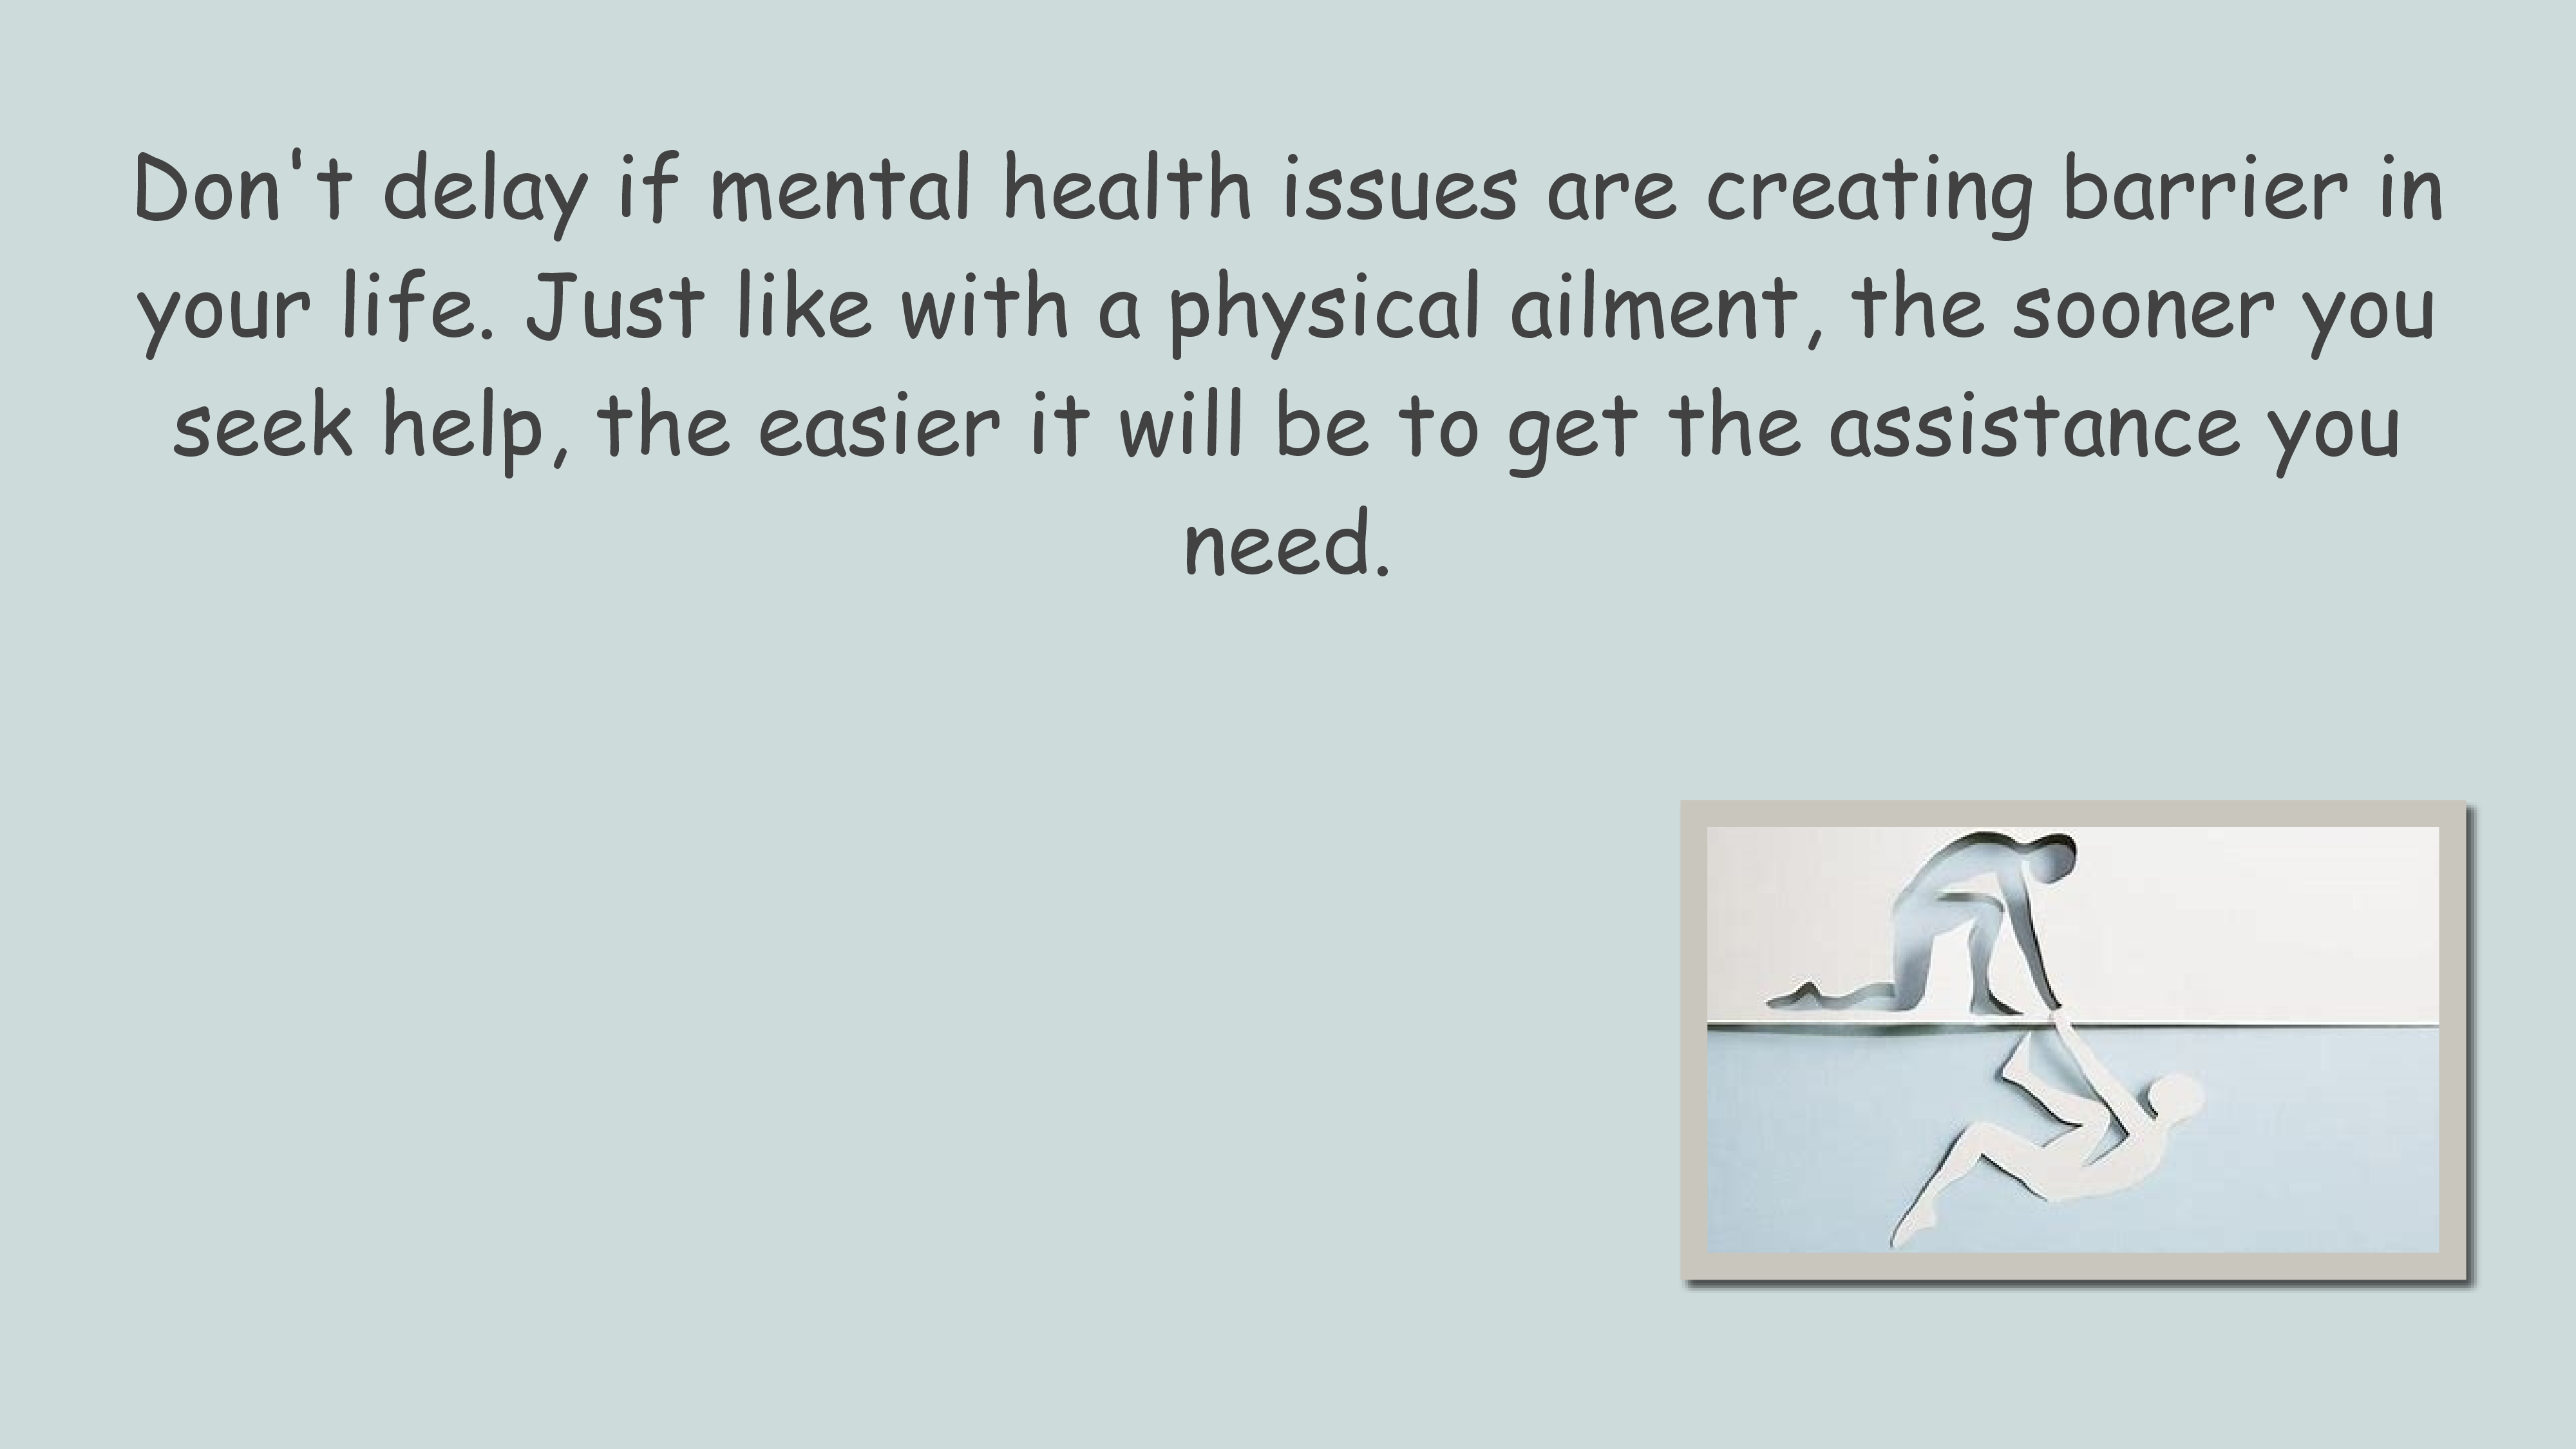 Don't delay if mental health issues are creating barrier in
your life. Just like with a physical ailment, the sooner you
seek help, the easier it will be to get the assistance you
need.